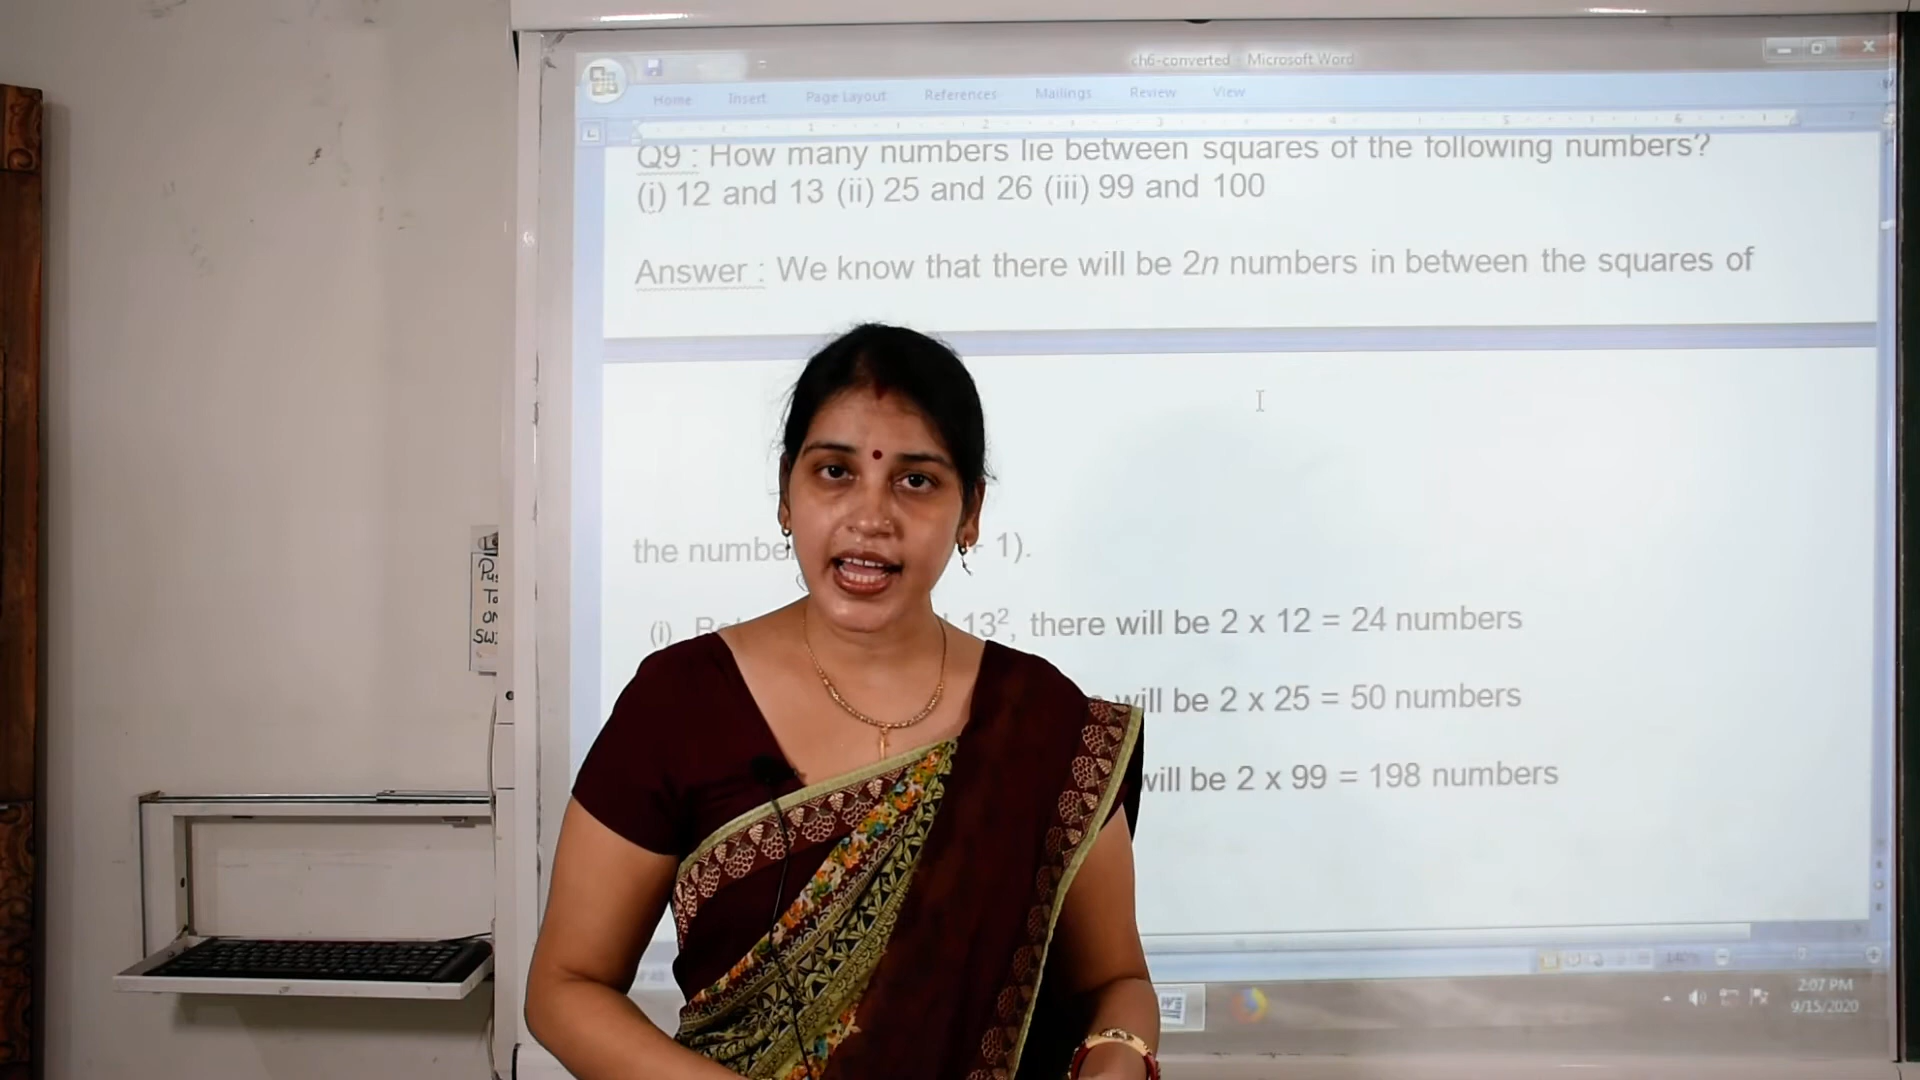 ch6-converted - Microsoft Word
Home Insert Page Layout References Mailings Review View
Q9 : How many numbers lie between squares of the following numbers?
(i) 12 and 13 (ii) 25 and 26 (iii) 99 and 100
Answer : We know that there will be 2n numbers in between the squares of
the 1).
(i) 13², there will be 2 x 12 = 24 numbers
will be 2 x 25 = 50 numbers
will be 2 x 99 = 198 numbers
ON
2:07 PM
9/15/2020